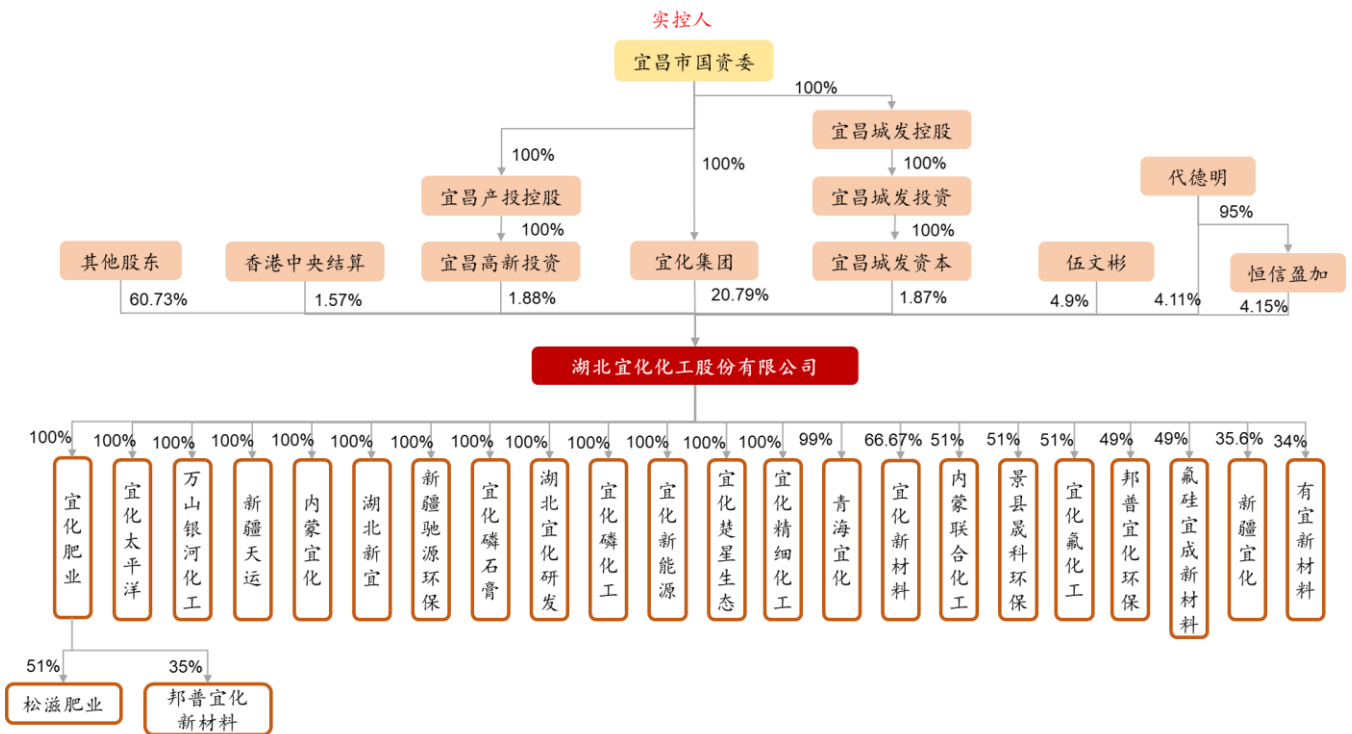 实控人
宜昌市国资委
100%
宜昌城发控股
100%
100%
100%
代德明
宜昌产投控股
宜昌城发投资
95%
100%
100%
其他股东
香港中央结算
宜昌高新投资
宜化集团
宜昌城发资本
伍文彬
恒信盈加
60.73%
1.57%
1.88%
20.79%
1.87%
4.9%
4.11%
4.15%
湖北宜化化工股份有限公司
100%
100%
100%
100%
100%
100%
100%
100%
100%
100%
100%
100%
100%
99%
66.67%
51%
51%
51%
49%
49%
35.6%
34%
宜化肥业
宜化太平洋
万山银河化工
新疆天运
内蒙宜化
湖北新宜
新疆驰源环保
宜化磷石膏
湖北宜化研发
宜化磷化工
宜化新能源
宜化楚星生态
宜化精细化工
青海宜化
宜化新材料
内蒙联合化工
景县晟科环保
宜化氟化工
邦普宜化环保
氟硅宜成新材料
新疆宜化
有宜新材料
51%
35%
松滋肥业
邦普宜化
新材料